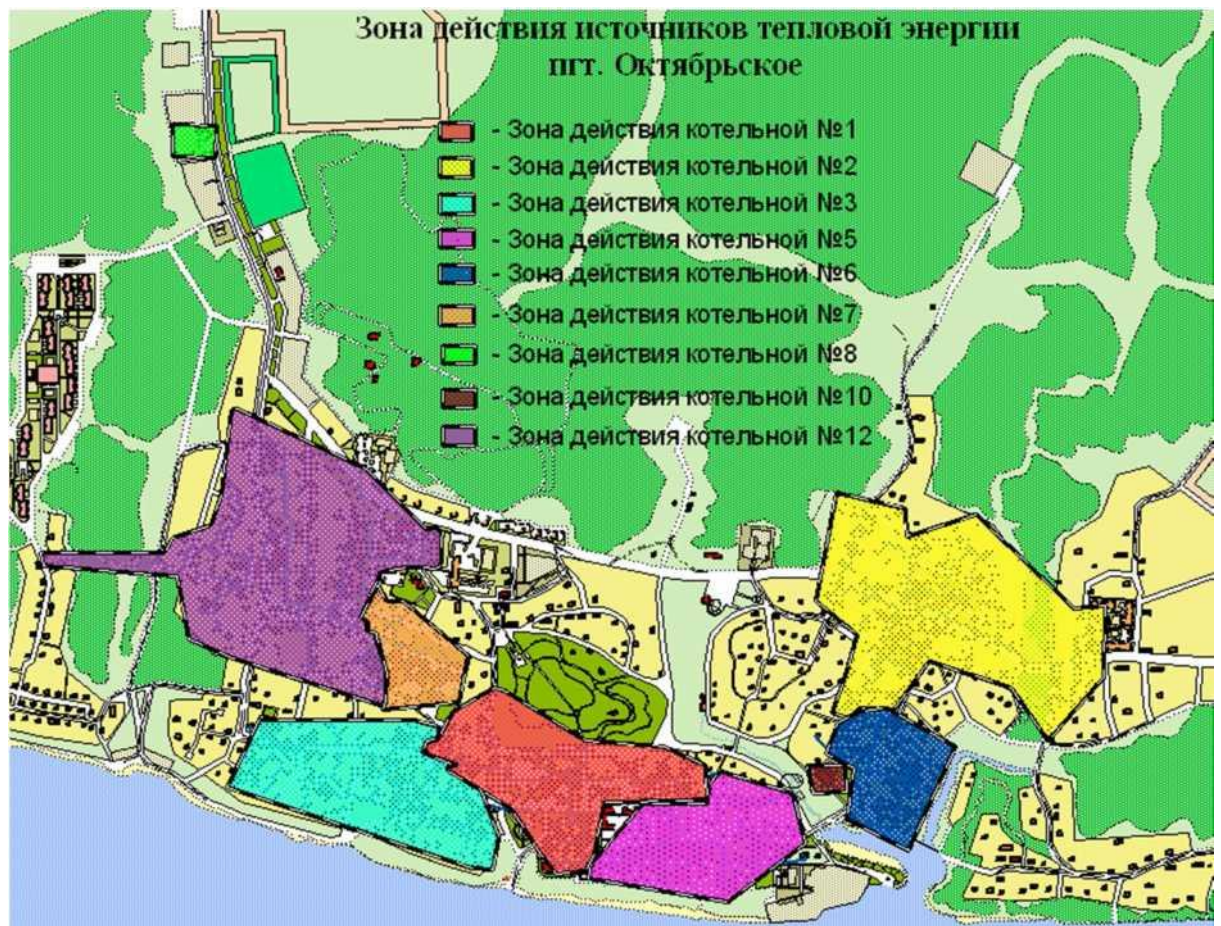 Зона действия источников тепловой энергии
пгт. Октябрьское
- Зона действия котельной №1
- Зона действия котельной №2
- Зона действия котельной №3
- Зона действия котельной №5
- Зона действия котельной №6
- Зона действия котельной №7
- Зона действия котельной №8
- Зона действия котельной №10
- Зона действия котельной №12